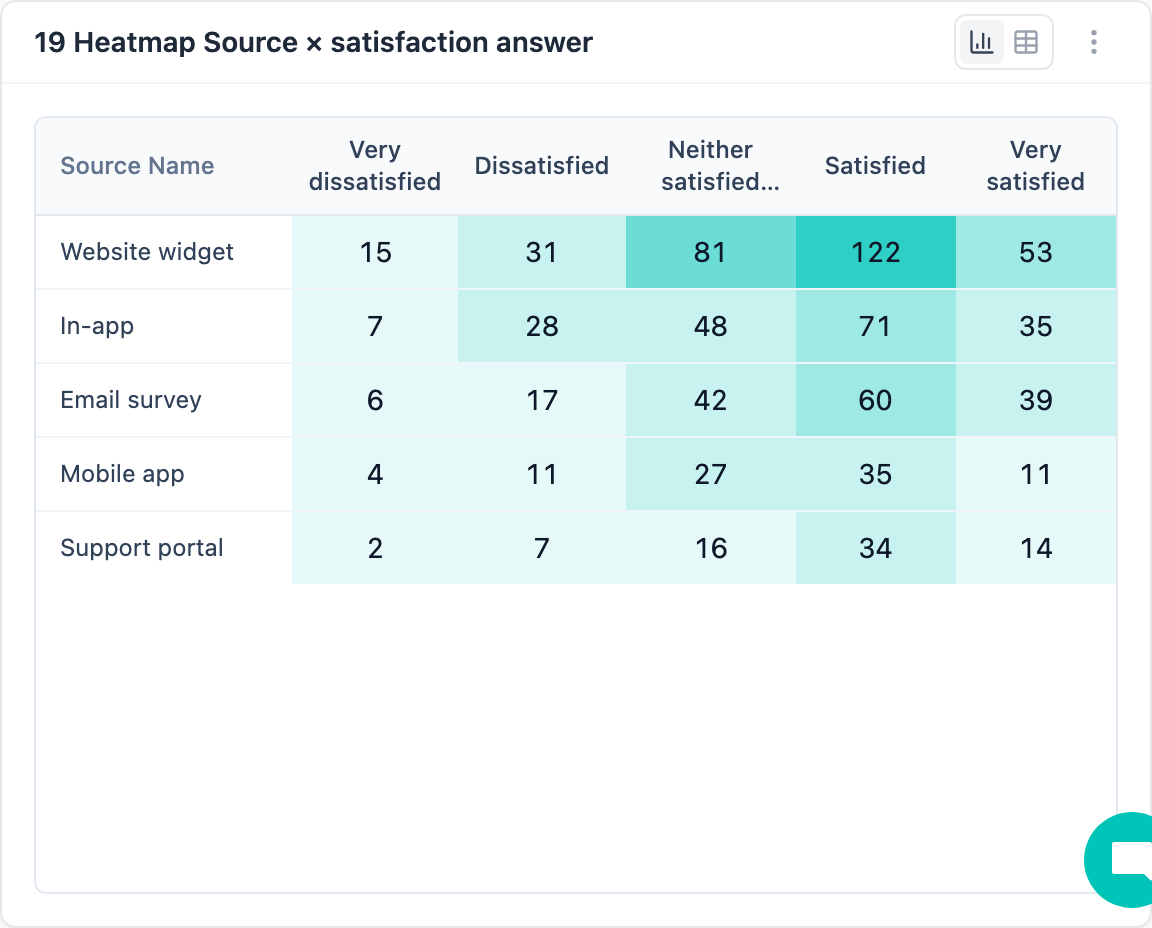 19 Heatmap Source × satisfaction answer
Source Name
Very
dissatisfied
Dissatisfied
Neither
satisfied...
Satisfied
Very
satisfied
Website widget 15 31 81 122 53
In-app 7 28 48 71 35
Email survey 6 17 42 60 39
Mobile app 4 11 27 35 11
Support portal 2 7 16 34 14